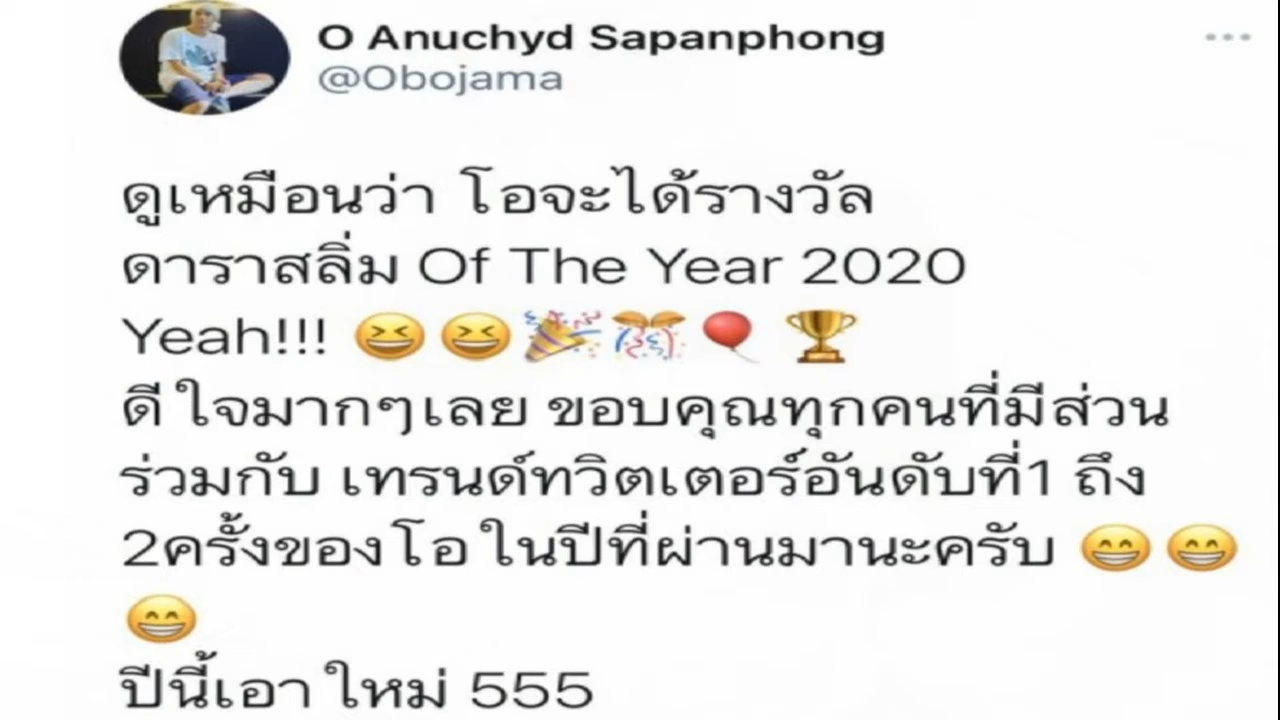 O Anuchyd Sapanphong
@Obojama
ดูเหมือนว่า โอจะได้รางวัล
ดาราสลิ่ม Of The Year 2020
Yeah!!! 😆😆🎉🎊🎈🏆
ดีใจมากๆเลย ขอบคุณทุกคนที่มีส่วน
ร่วมกับ เทรนด์ทวิตเตอร์อันดับที่1 ถึง
2ครั้งของโอ ในปีที่ผ่านมานะครับ 😁😁
😁
ปีนี้เอาใหม่ 555